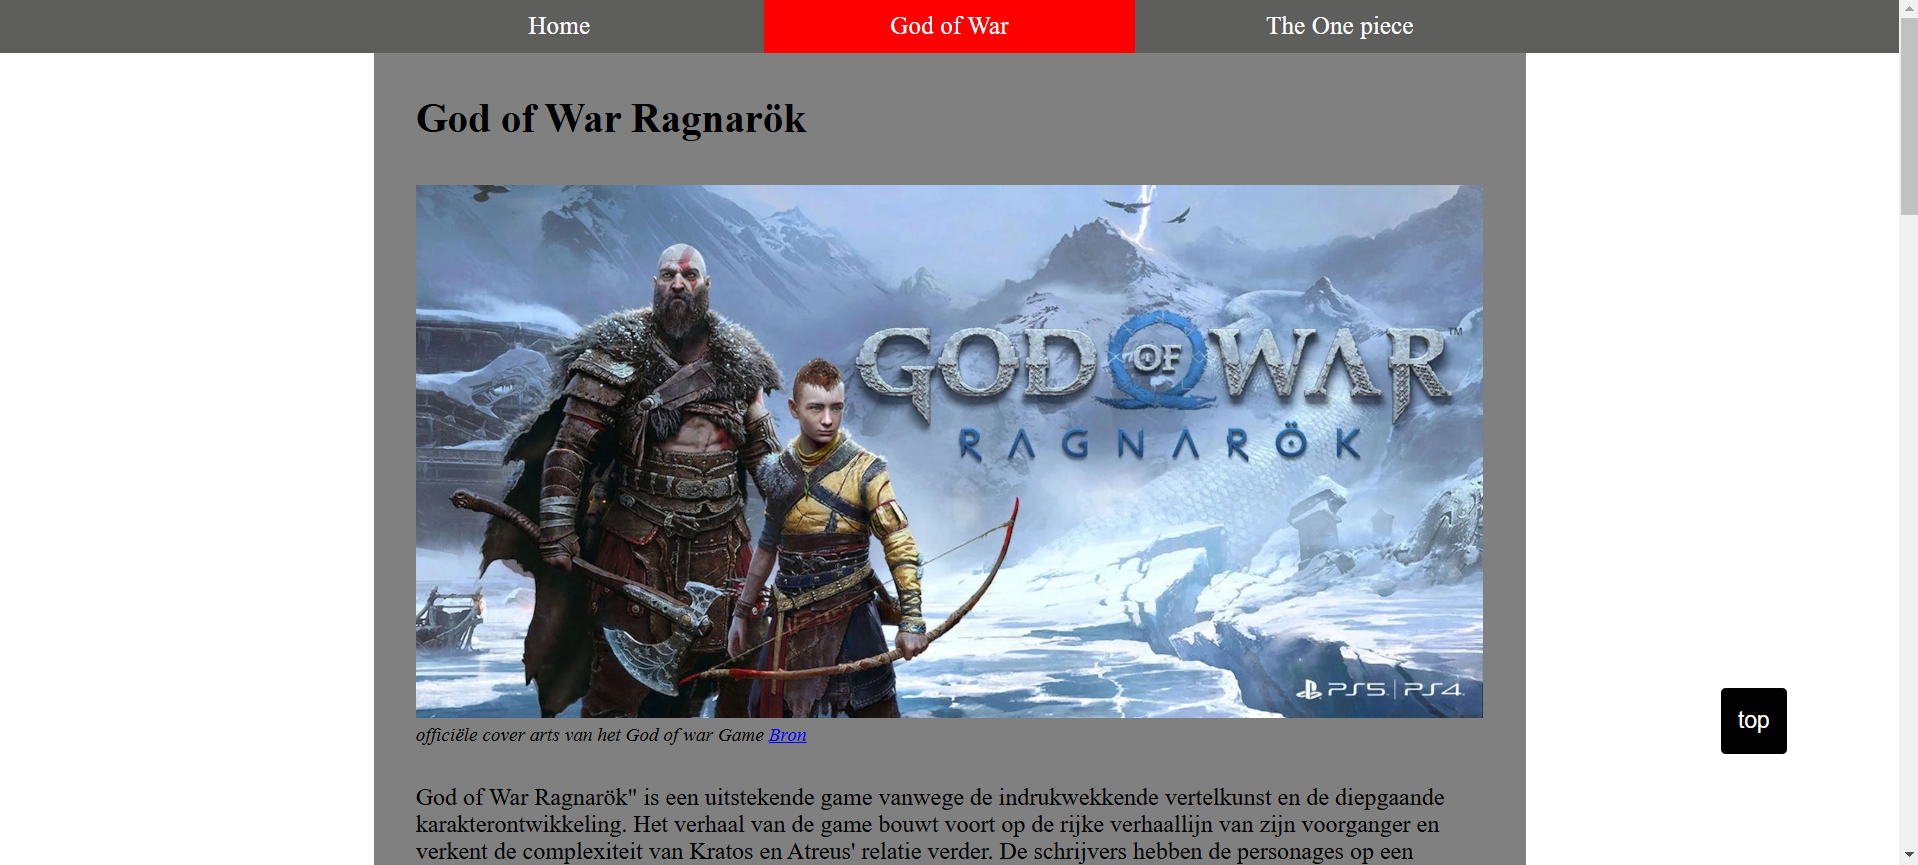 Home God of War The One piece
God of War Ragnarök
GOD OF WAR™
RAGNARÖK
PS5 | PS4
officiële cover arts van het God of war Game Bron
top
God of War Ragnarök" is een uitstekende game vanwege de indrukwekkende vertelkunst en de diepgaande
karakterontwikkeling. Het verhaal van de game bouwt voort op de rijke verhaallijn van zijn voorganger en
verkent de complexiteit van Kratos en Atreus' relatie verder. De schrijvers hebben de personages op een